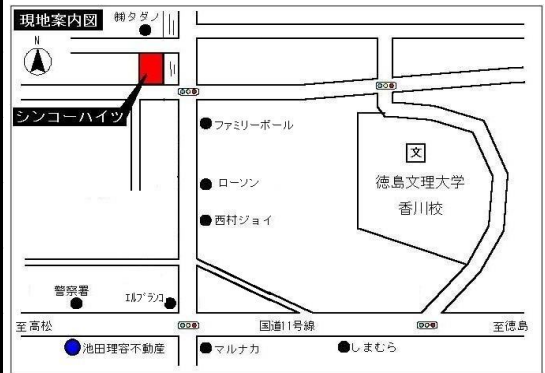 現地案内図
㈱タダノ
N
シンコーハイツ
ファミリーボール
文
徳島文理大学
香川校
ローソン
西村ジョイ
警察署
エルブランコ
至高松
国道11号線
至徳島
池田理容不動産
マルナカ
しまむら